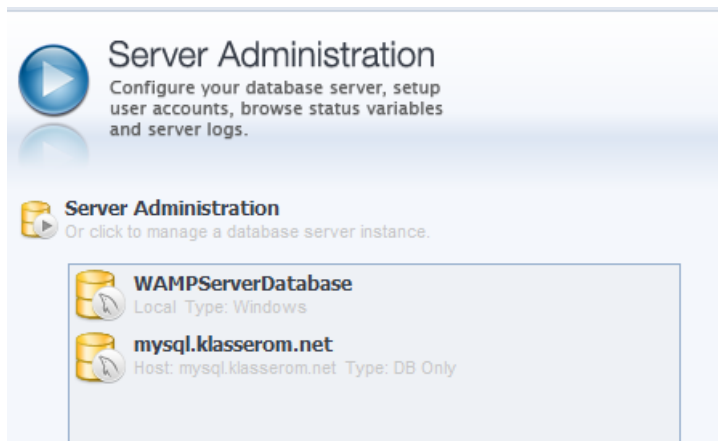 Server Administration
Configure your database server, setup
user accounts, browse status variables
and server logs.
Server Administration
Or click to manage a database server instance.
WAMPServerDatabase
Local Type: Windows
mysql.klasserom.net
Host: mysql.klasserom.net Type: DB Only